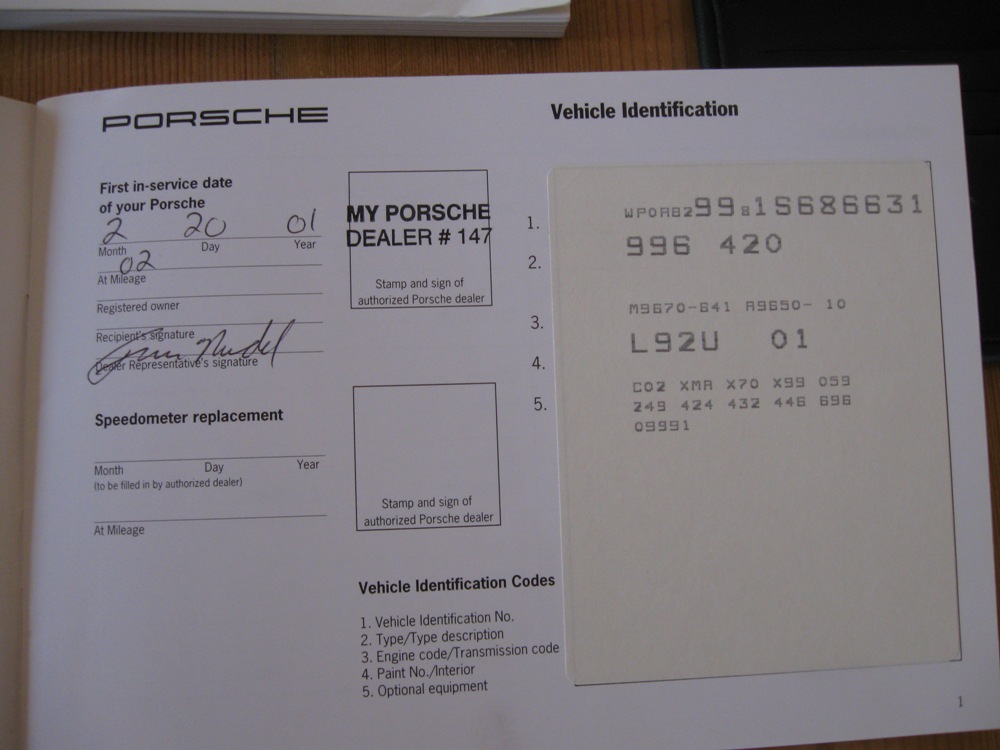 PORSCHE
Vehicle Identification
First in-service date
of your Porsche
2 20 01
Month Day Year
02
At Mileage
Registered owner
Recipient's signature
Dealer Representative's signature
MY PORSCHE
DEALER # 147
Stamp and sign of
authorized Porsche dealer
Speedometer replacement
Month Day Year
(to be filled in by authorized dealer)
At Mileage
Stamp and sign of
authorized Porsche dealer
1. WP0AB29981S686631
2. 996 420
3. M9670-641 A9650- 10
4. L92U 01
5. C02 XMA X70 X99 059
249 424 432 446 696
09991
Vehicle Identification Codes
1. Vehicle Identification No.
2. Type/Type description
3. Engine code/Transmission code
4. Paint No./Interior
5. Optional equipment
1